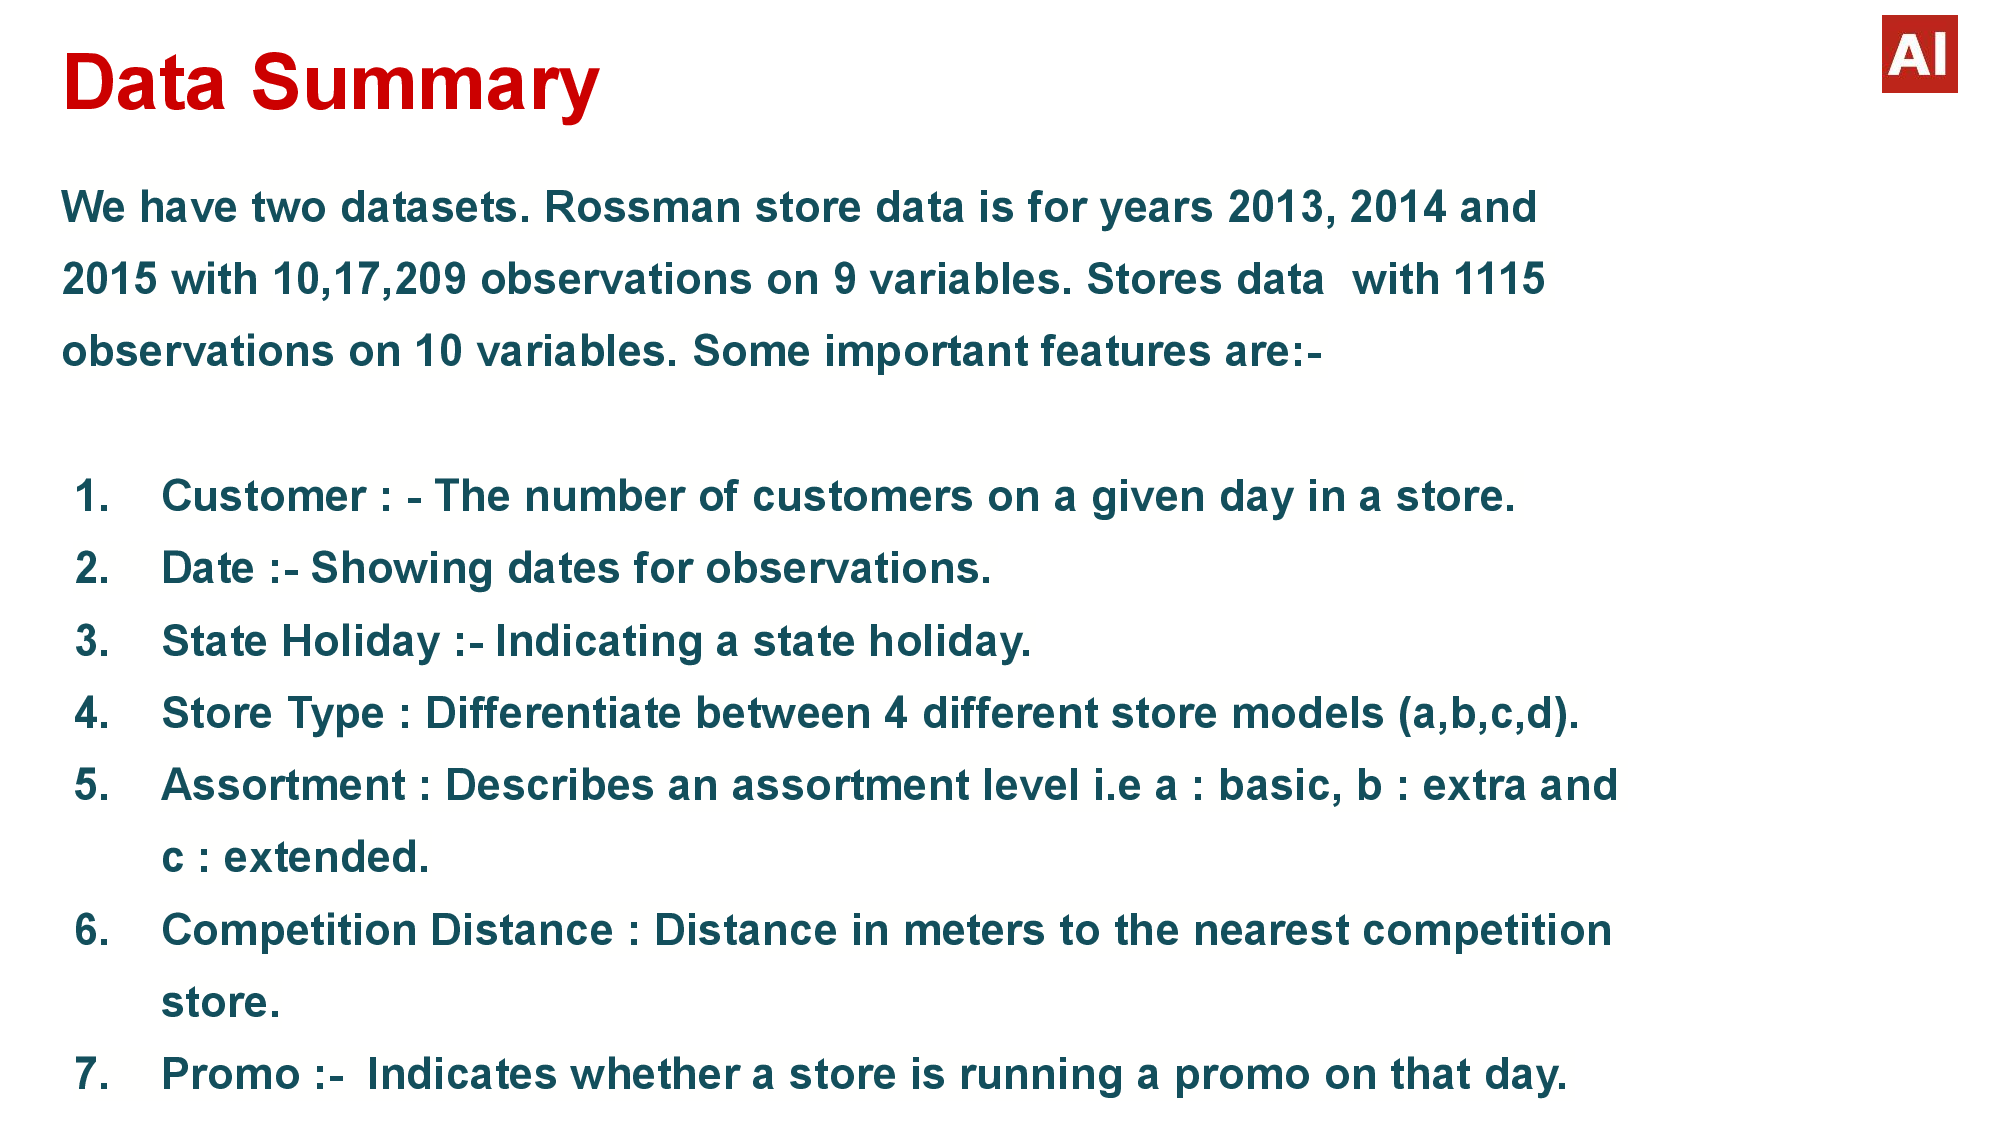 AI
Data Summary
We have two datasets. Rossman store data is for years 2013, 2014 and
2015 with 10,17,209 observations on 9 variables. Stores data  with 1115
observations on 10 variables. Some important features are:-
1. Customer : - The number of customers on a given day in a store.
2. Date :- Showing dates for observations.
3. State Holiday :- Indicating a state holiday.
4. Store Type : Differentiate between 4 different store models (a,b,c,d).
5. Assortment : Describes an assortment level i.e a : basic, b : extra and
c : extended.
6. Competition Distance : Distance in meters to the nearest competition
store.
7. Promo :-  Indicates whether a store is running a promo on that day.